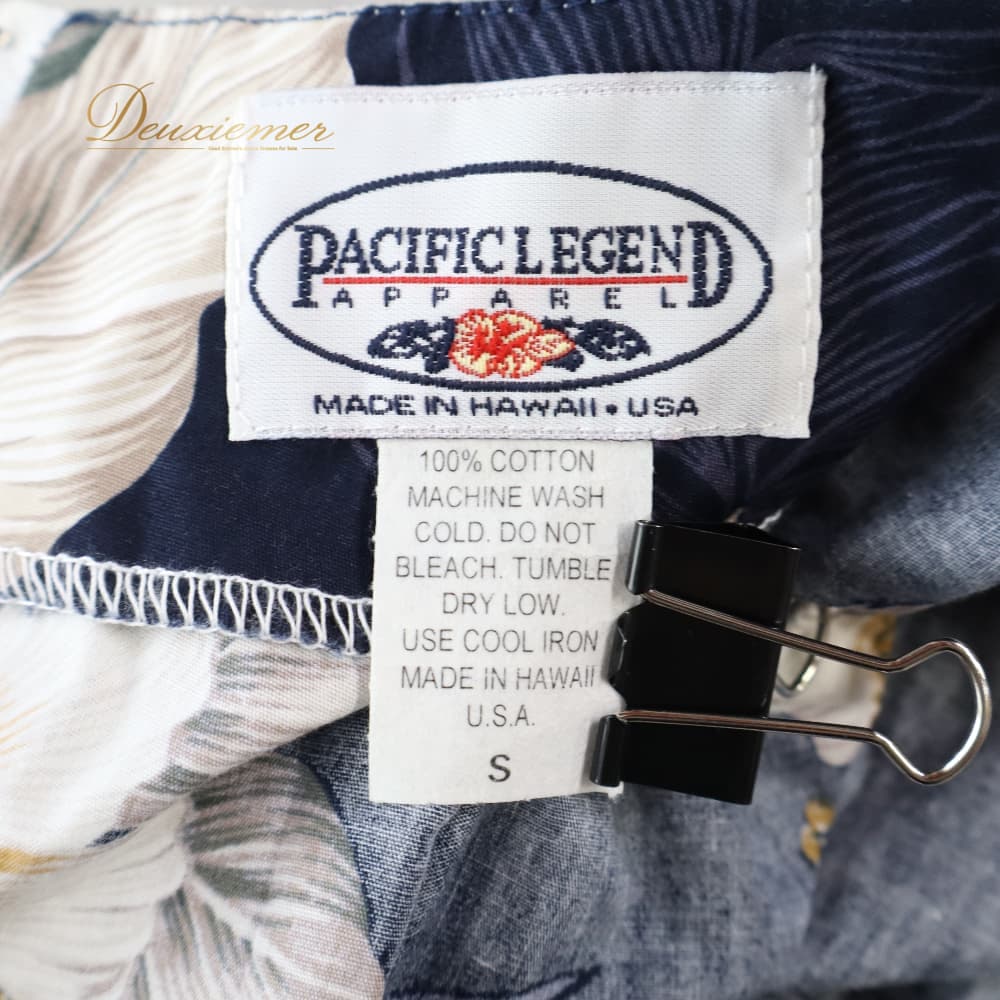 Deuxiemer
PACIFIC LEGEND
APPAREL
MADE IN HAWAII • USA
100% COTTON
MACHINE WASH
COLD. DO NOT
BLEACH. TUMBLE
DRY LOW.
USE COOL IRON
MADE IN HAWAII
U.S.A.
S